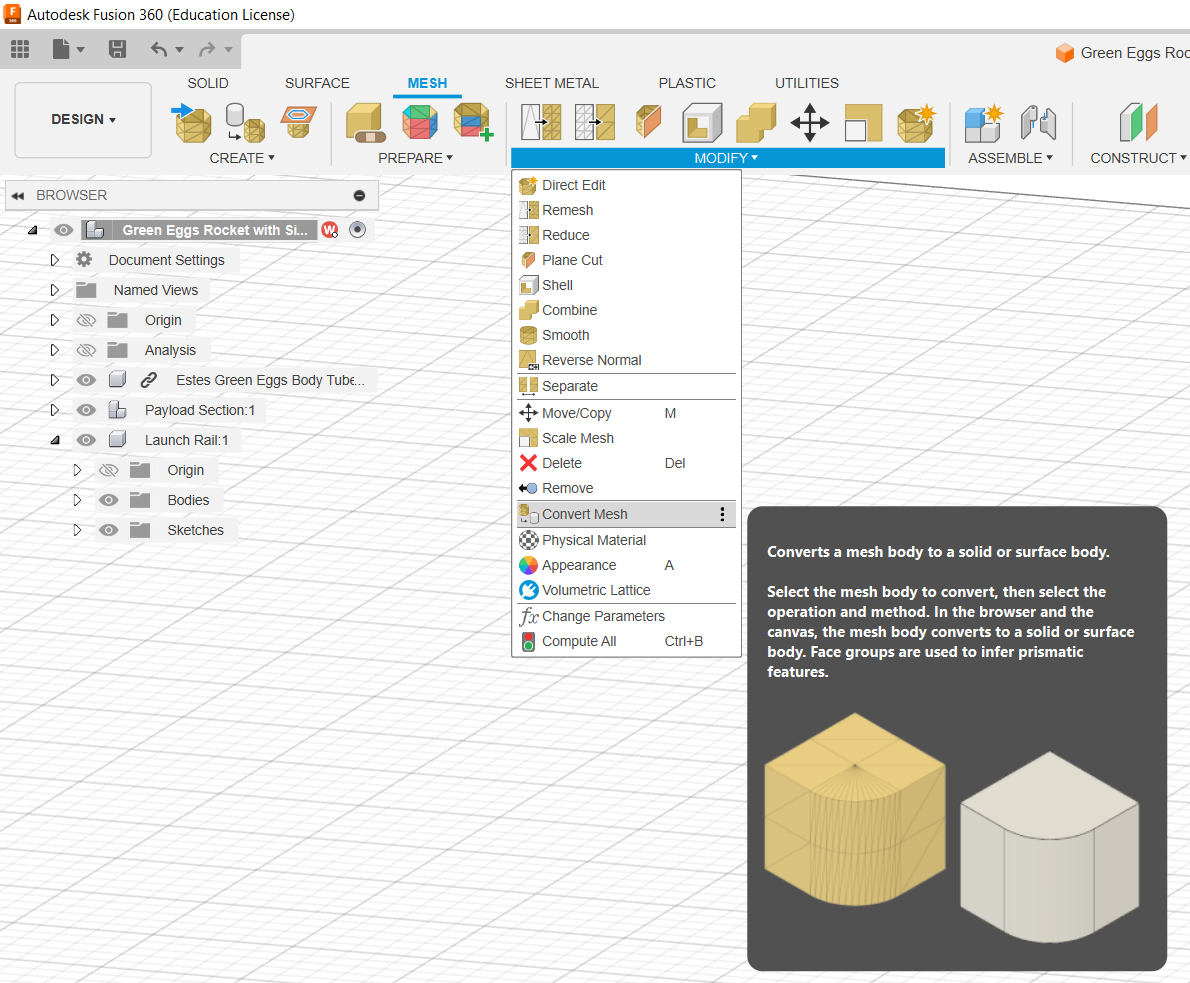 Autodesk Fusion 360 (Education License)
Green Eggs Roc
SOLID SURFACE MESH SHEET METAL PLASTIC UTILITIES
DESIGN
CREATE PREPARE MODIFY ASSEMBLE CONSTRUCT
BROWSER
Green Eggs Rocket with Si...
Document Settings
Named Views
Origin
Analysis
Estes Green Eggs Body Tube...
Payload Section:1
Launch Rail:1
Origin
Bodies
Sketches
Direct Edit
Remesh
Reduce
Plane Cut
Shell
Combine
Smooth
Reverse Normal
Separate
Move/Copy M
Scale Mesh
Delete Del
Remove
Convert Mesh
Physical Material
Appearance A
Volumetric Lattice
fx Change Parameters
Compute All Ctrl+B
Converts a mesh body to a solid or surface body.
Select the mesh body to convert, then select the
operation and method. In the browser and the
canvas, the mesh body converts to a solid or surface
body. Face groups are used to infer prismatic
features.